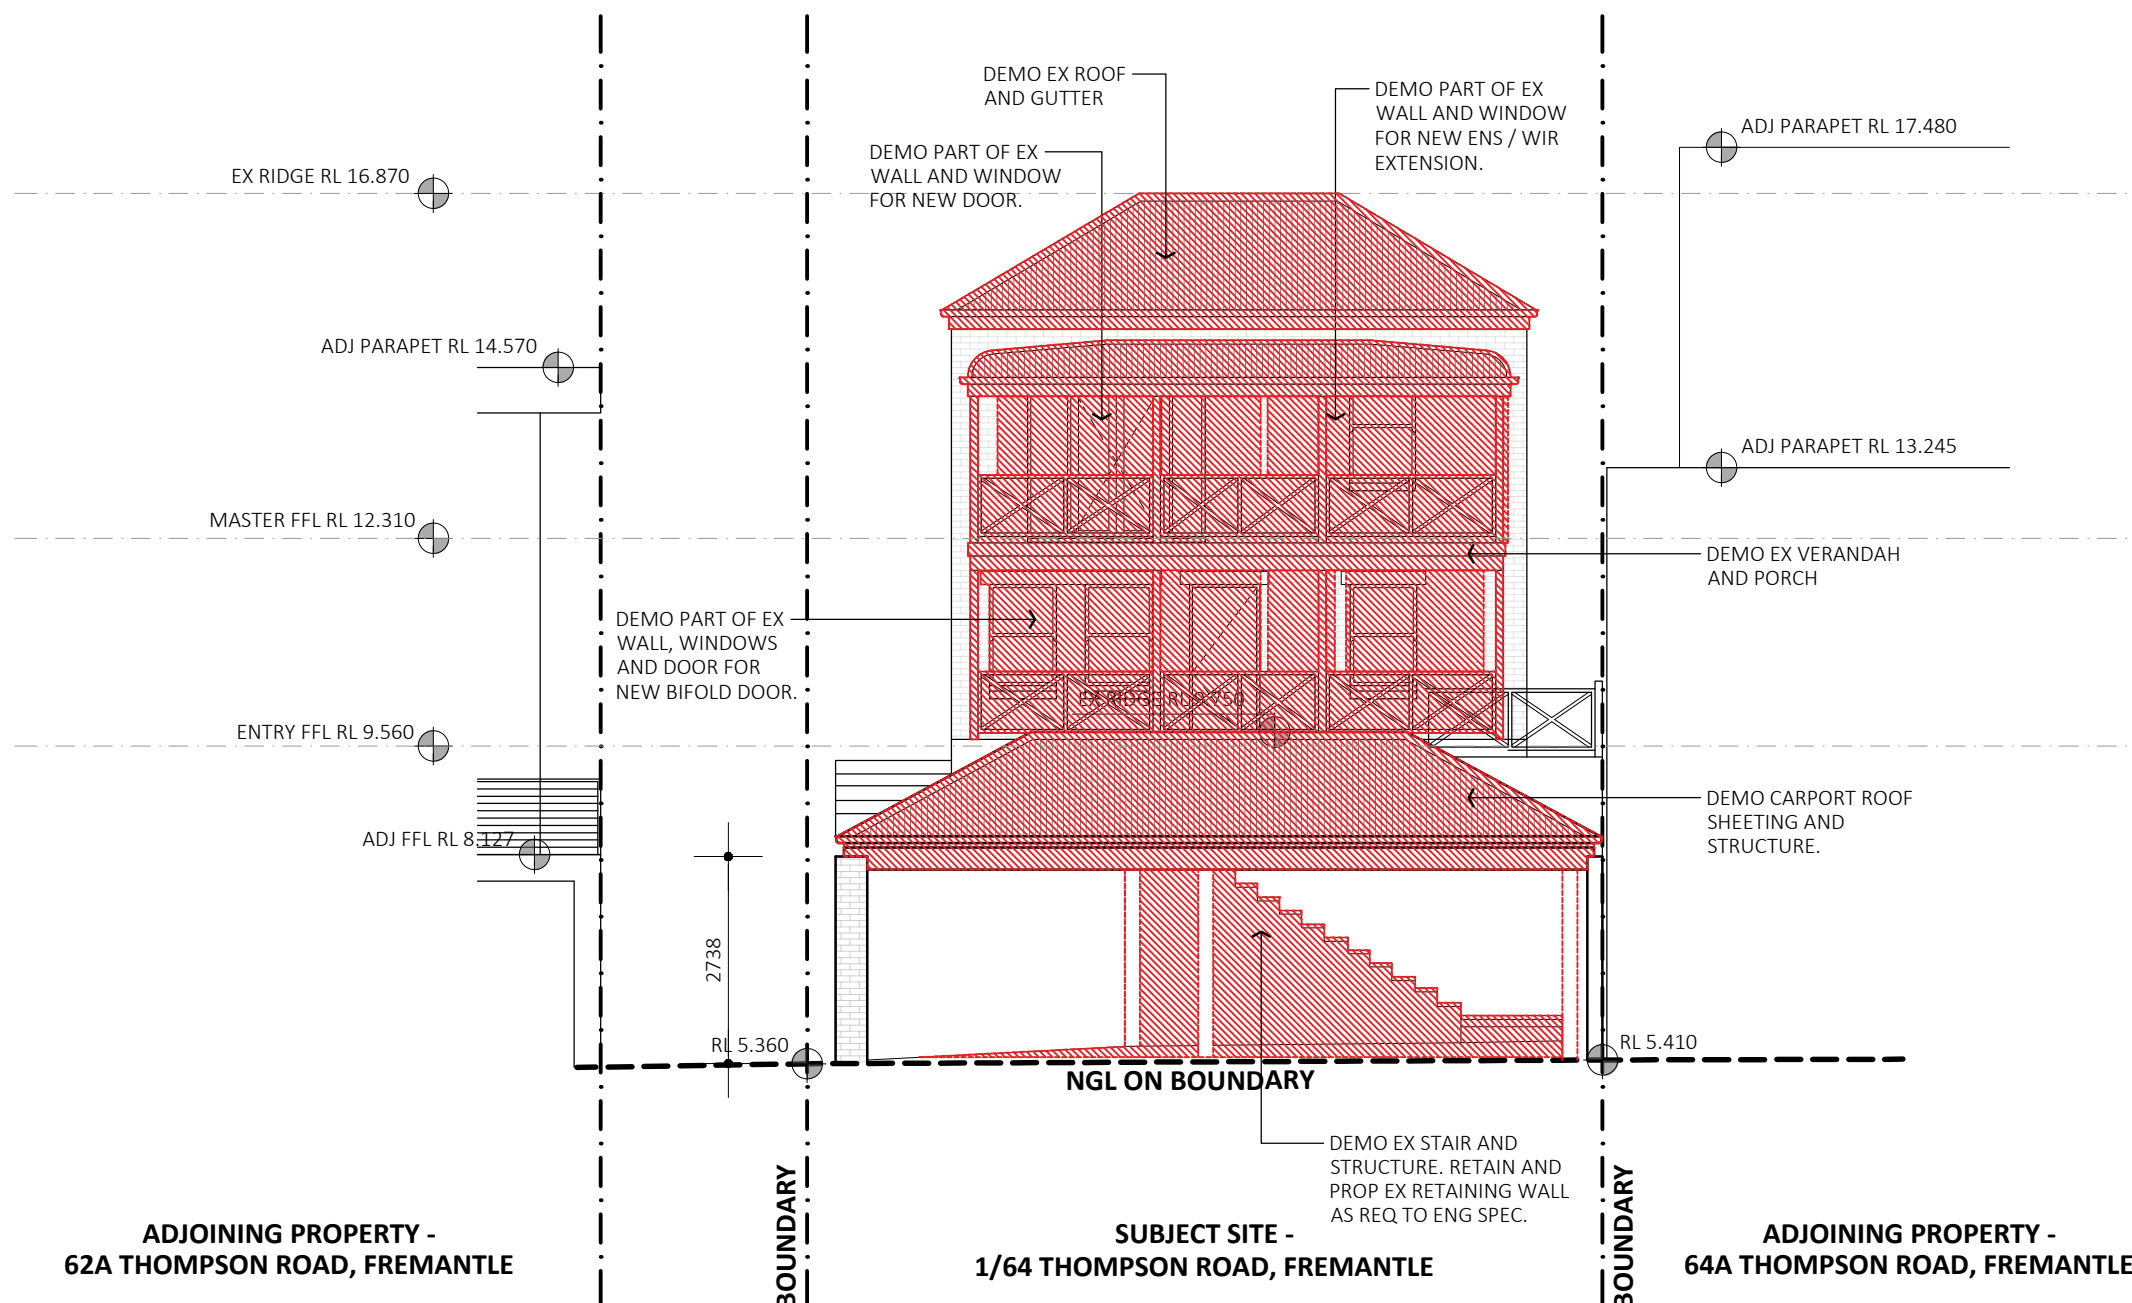 DEMO EX ROOF
AND GUTTER
DEMO PART OF EX
WALL AND WINDOW
FOR NEW ENS / WIR
EXTENSION.
ADJ PARAPET RL 17.480
DEMO PART OF EX
WALL AND WINDOW
FOR NEW DOOR.
EX RIDGE RL 16.870
ADJ PARAPET RL 14.570
ADJ PARAPET RL 13.245
MASTER FFL RL 12.310
DEMO EX VERANDAH
AND PORCH
DEMO PART OF EX
WALL, WINDOWS
AND DOOR FOR
NEW BIFOLD DOOR.
EX RIDGE RL 9.750
ENTRY FFL RL 9.560
DEMO CARPORT ROOF
SHEETING AND
STRUCTURE.
ADJ FFL RL 8.127
2738
RL 5.360
RL 5.410
NGL ON BOUNDARY
DEMO EX STAIR AND
STRUCTURE. RETAIN AND
PROP EX RETAINING WALL
AS REQ TO ENG SPEC.
BOUNDARY
BOUNDARY
ADJOINING PROPERTY -
62A THOMPSON ROAD, FREMANTLE
SUBJECT SITE -
1/64 THOMPSON ROAD, FREMANTLE
ADJOINING PROPERTY -
64A THOMPSON ROAD, FREMANTLE